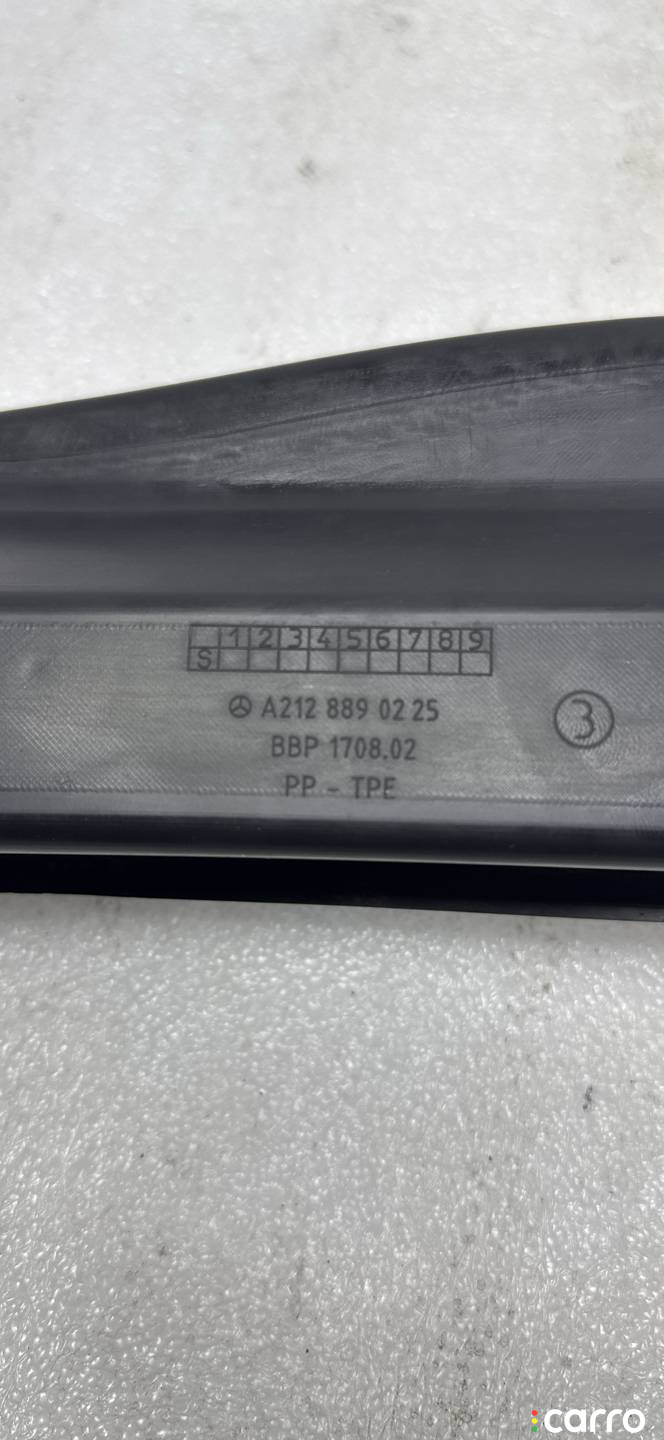 1 2 3 4 5 6 7 8 9
S
A212 889 02 25
3
BBP 1708.02
PP - TPE
carro